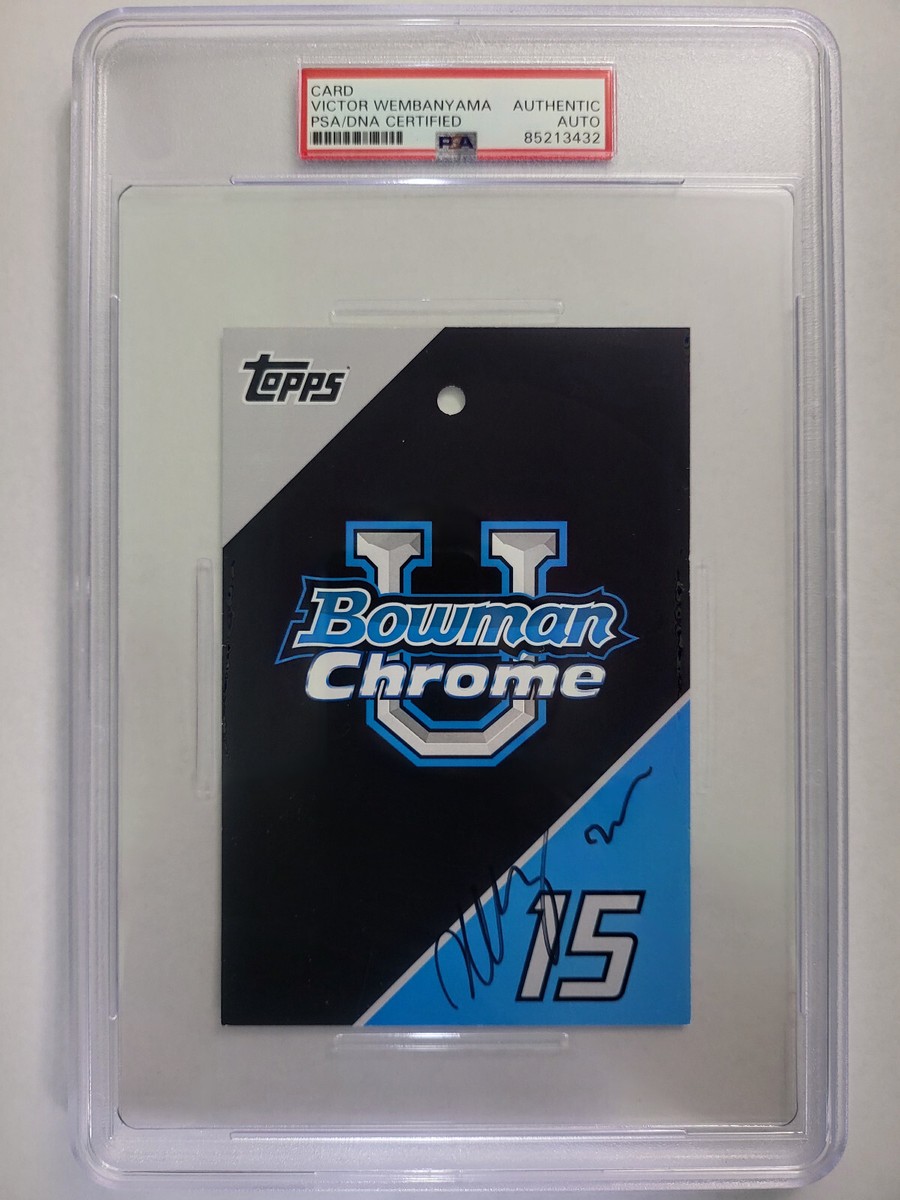 CARD
VICTOR WEMBANYAMA AUTHENTIC
PSA/DNA CERTIFIED AUTO
PSA 85213432
topps
U
Bowman
Chrome
15